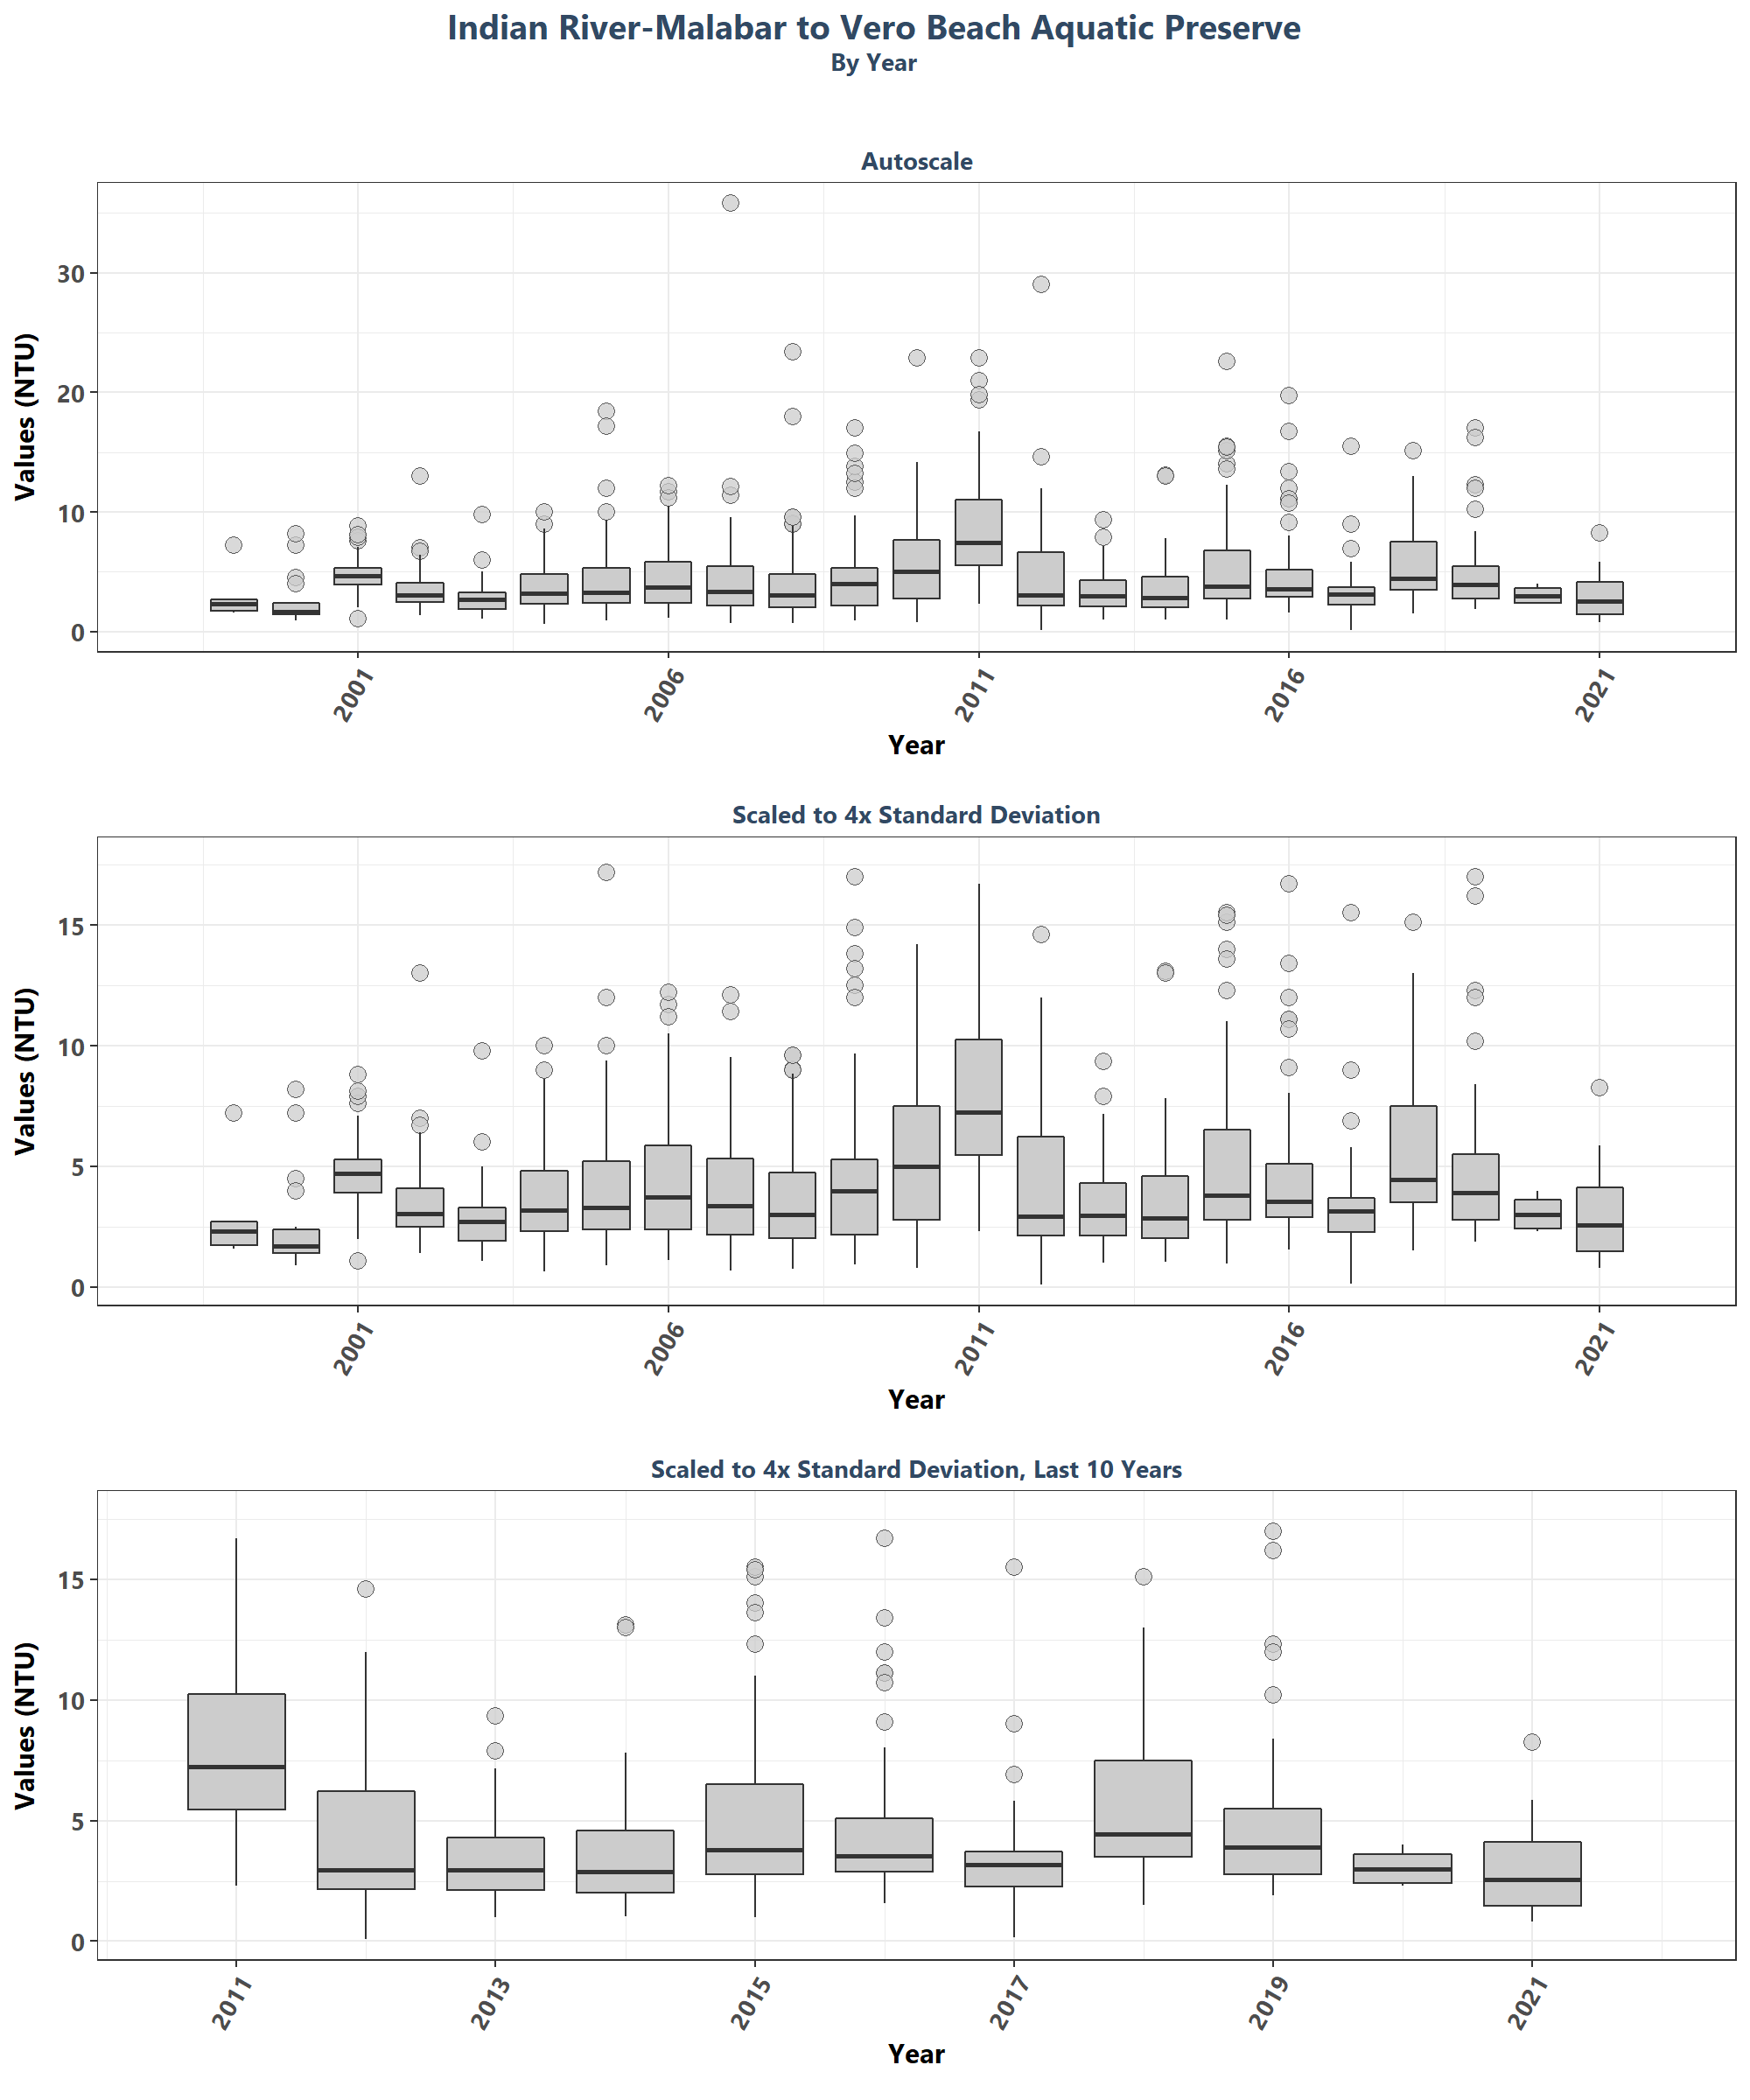 Indian River-Malabar to Vero Beach Aquatic Preserve
By Year
Autoscale
Values (NTU)
30
20
10
0
2001 2006 2011 2016 2021
Year
Scaled to 4x Standard Deviation
Values (NTU)
15
10
5
0
2001 2006 2011 2016 2021
Year
Scaled to 4x Standard Deviation, Last 10 Years
Values (NTU)
15
10
5
0
2011 2013 2015 2017 2019 2021
Year